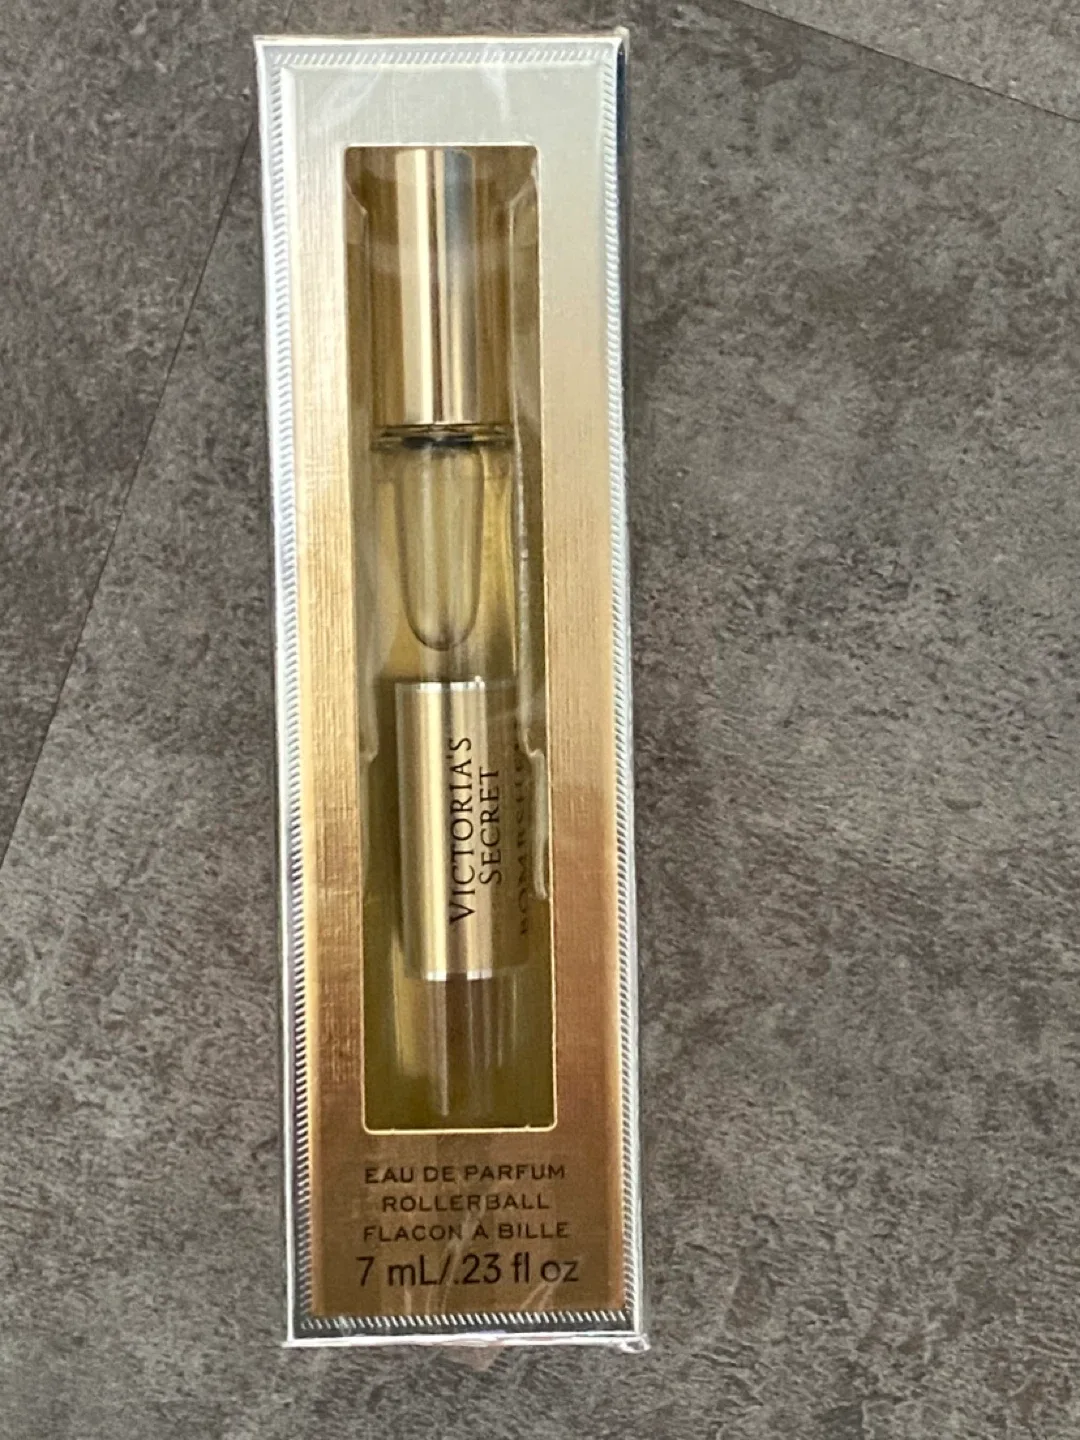 VICTORIA'S
SECRET
EAU DE PARFUM
ROLLERBALL
FLACON À BILLE
7 mL/.23 fl oz